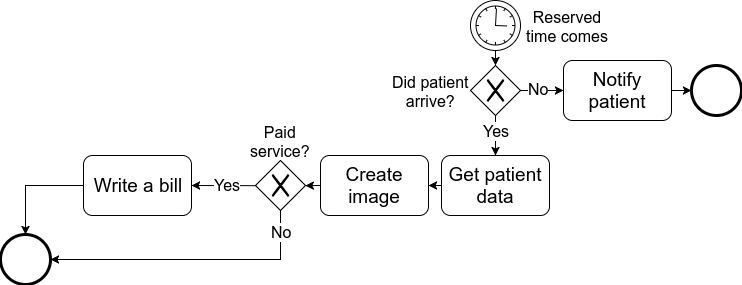 Reserved
time comes
Did patient
arrive?
No
Notify
patient
Yes
Get patient
data
Create
image
Paid
service?
Yes
Write a bill
No